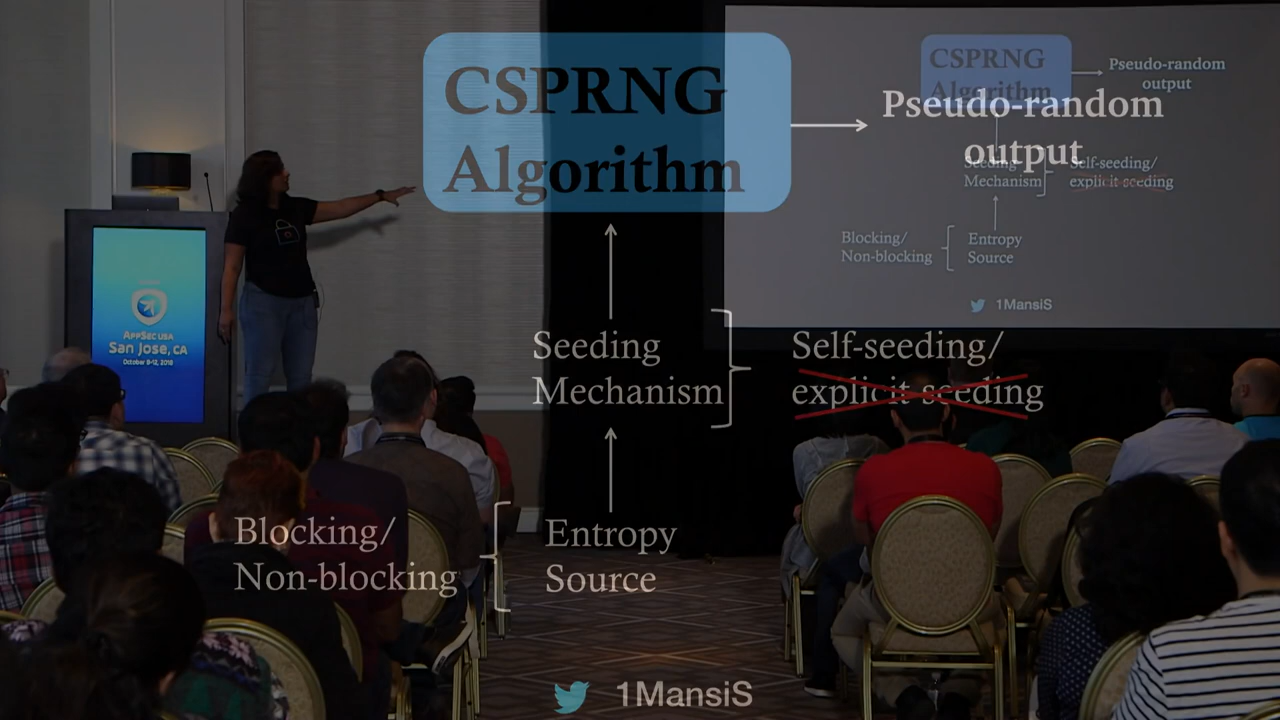 CSPRNG
Algorithm
Pseudo-random
output
Seeding
Mechanism
Self-seeding/
explicit seeding
Blocking/
Non-blocking
Entropy
Source
1MansiS
CSPRNG
Algorithm
Pseudo-random
output
Seeding
Mechanism
Self-seeding/
explicit seeding
Blocking/
Non-blocking
Entropy
Source
1MansiS
AppSec USA
San Jose, CA
October 8-12, 2018